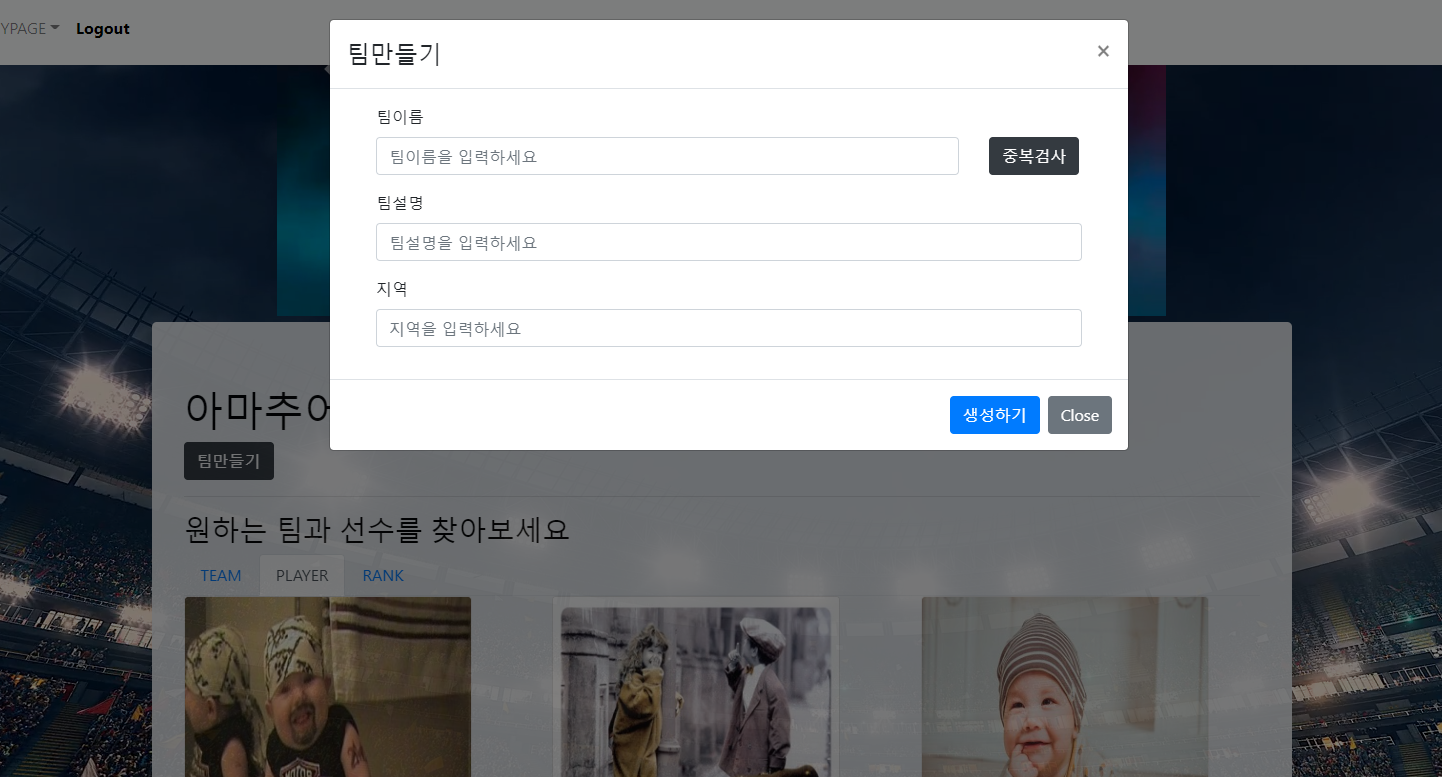 YPAGE
Logout
팀만들기
×
팀이름
팀이름을 입력하세요
중복검사
팀설명
팀설명을 입력하세요
지역
지역을 입력하세요
생성하기
Close
아마추어
팀만들기
원하는 팀과 선수를 찾아보세요
TEAM
PLAYER
RANK